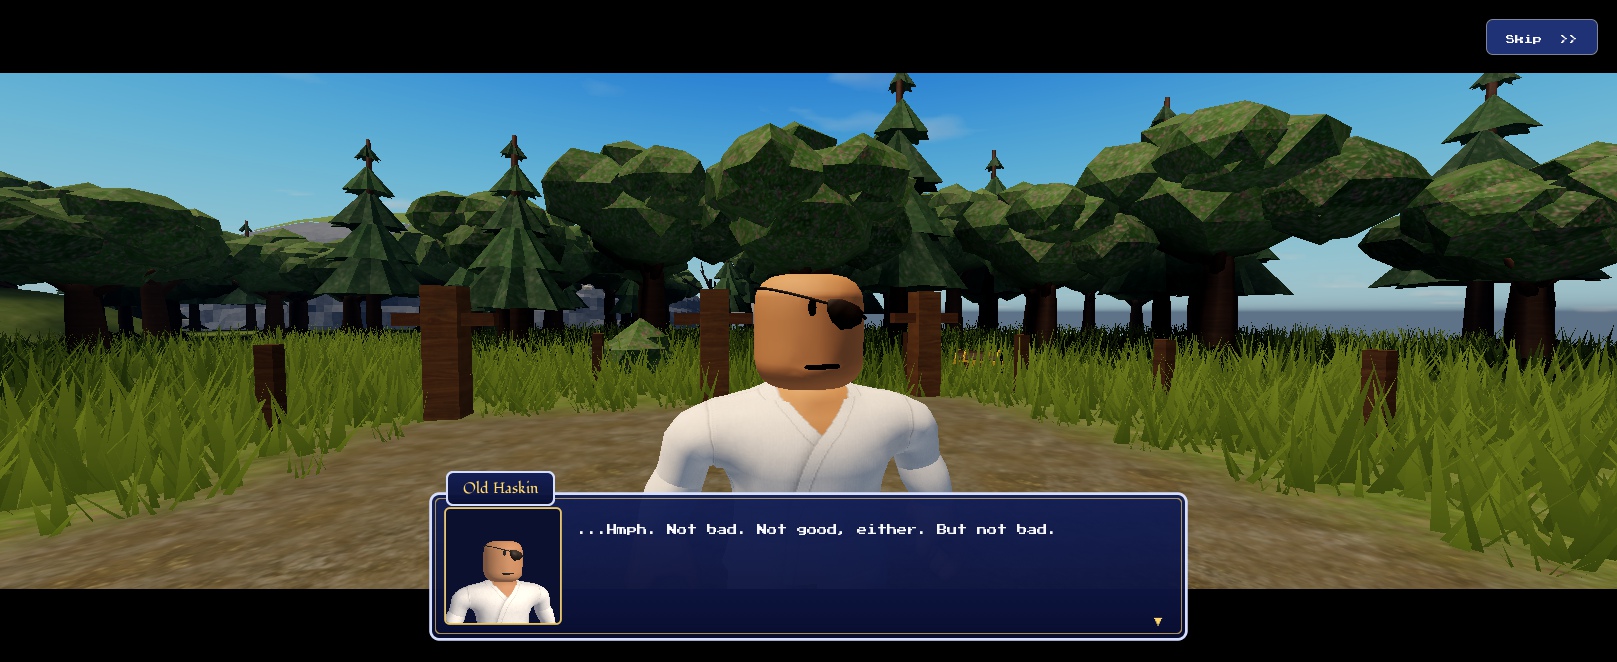 Skip >>
Old Haskin
...Hmph. Not bad. Not good, either. But not bad.